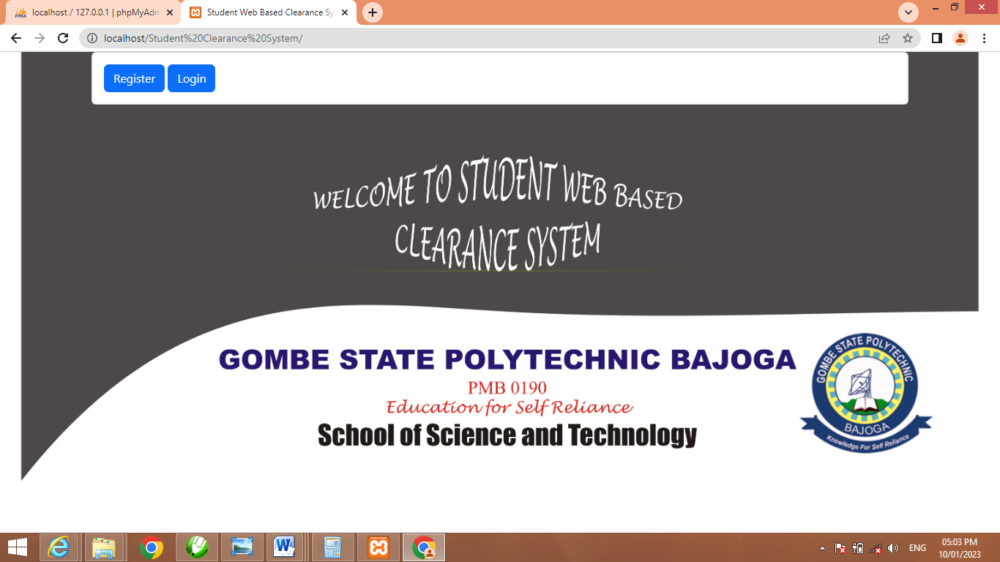 localhost / 127.0.0.1 | phpMyAdm
Student Web Based Clearance Sy
localhost/Student%20Clearance%20System/
Register Login
WELCOME TO STUDENT WEB BASED
CLEARANCE SYSTEM
GOMBE STATE POLYTECHNIC BAJOGA
PMB 0190
Education for Self Reliance
School of Science and Technology
GOMBE STATE POLYTECHNIC
BAJOGA
Knowledge For Self Reliance
ENG
05:03 PM
10/01/2023